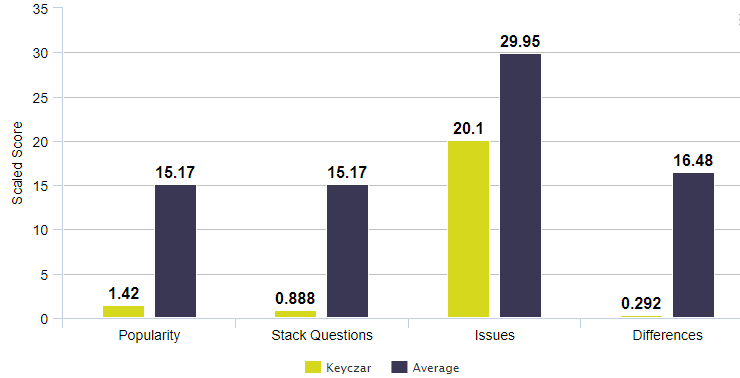 35
30
25
20
15
10
5
0
Scaled Score
1.42
15.17
0.888
15.17
20.1
29.95
0.292
16.48
Popularity
Stack Questions
Issues
Differences
Keyczar
Average